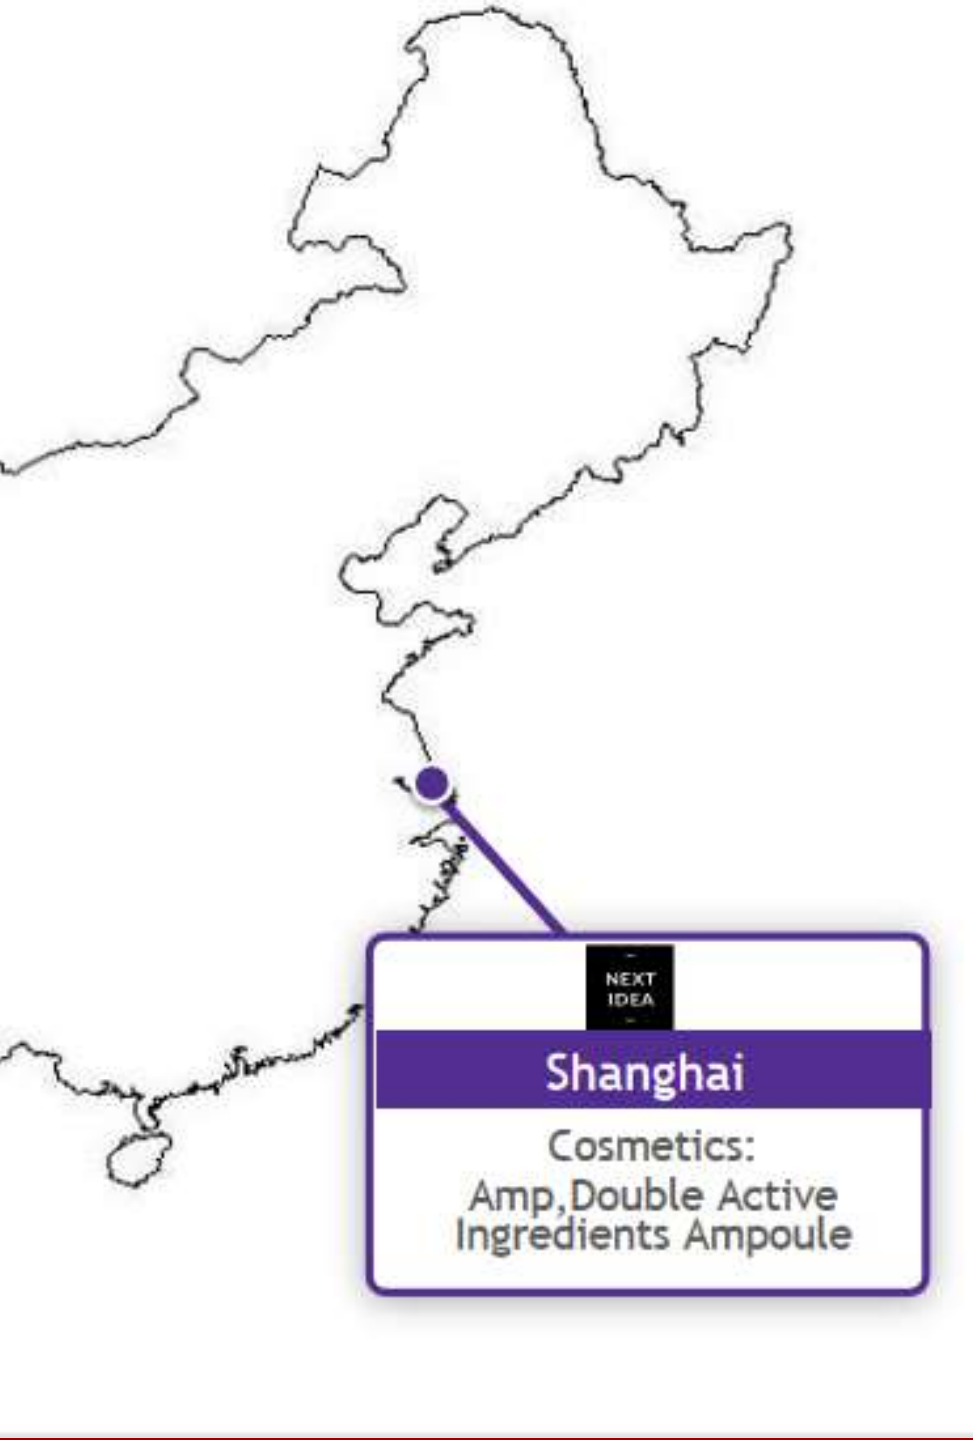 NEXT
IDEA
Shanghai
Cosmetics:
Amp,Double Active
Ingredients Ampoule